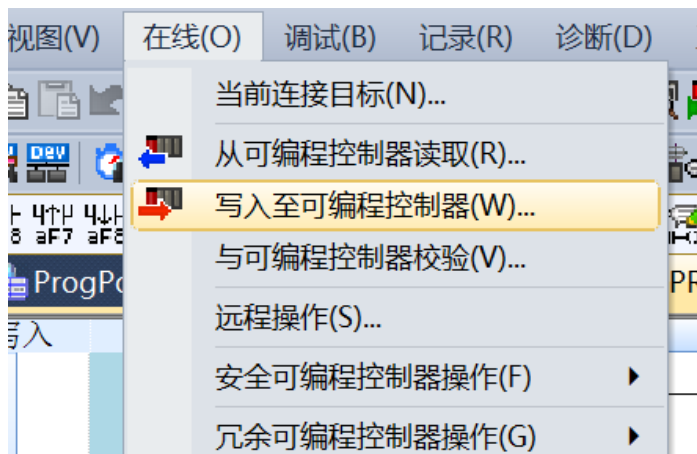 视图(V) 在线(O) 调试(B) 记录(R) 诊断(D)
当前连接目标(N)...
从可编程控制器读取(R)...
写入至可编程控制器(W)...
与可编程控制器校验(V)...
远程操作(S)...
安全可编程控制器操作(F)
冗余可编程控制器操作(G)
Dev
8 aF7 aF8
ProgPo
PR
写入